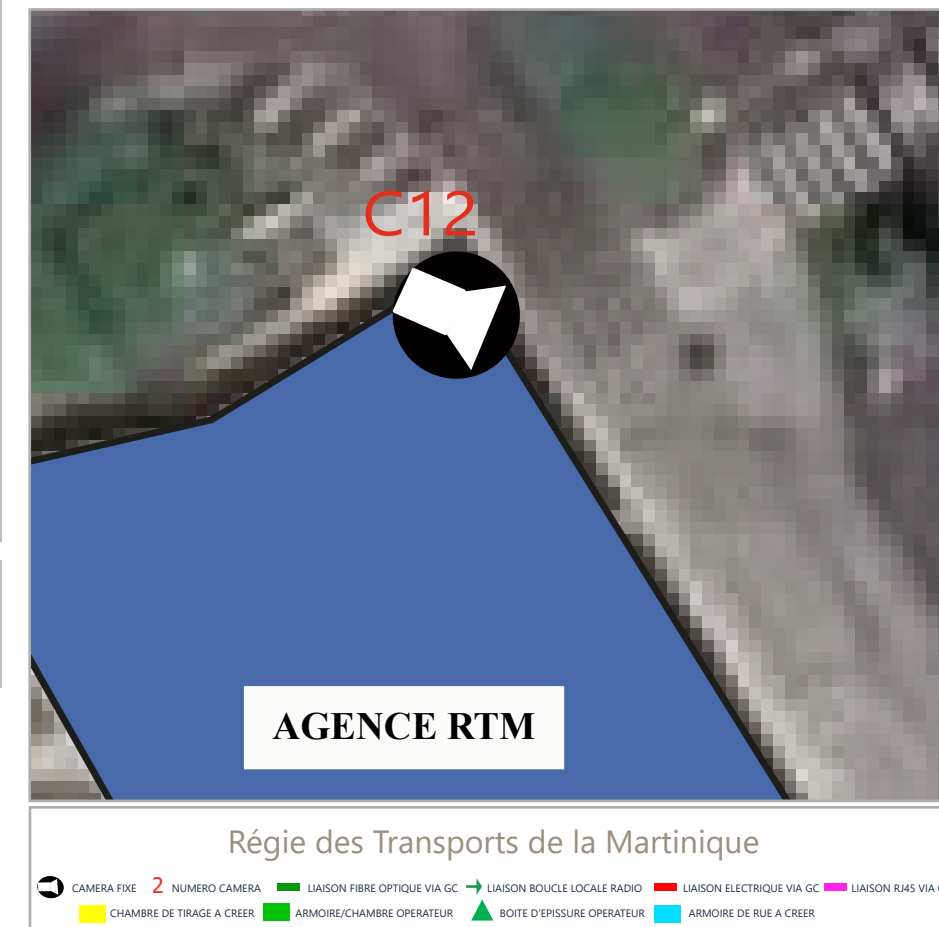 C12
AGENCE RTM
Régie des Transports de la Martinique
CAMERA FIXE 2 NUMERO CAMERA LIAISON FIBRE OPTIQUE VIA GC LIAISON BOUCLE LOCALE RADIO LIAISON ELECTRIQUE VIA GC LIAISON RJ45 VIA
CHAMBRE DE TIRAGE A CREER ARMOIRE/CHAMBRE OPERATEUR BOITE D'EPISSURE OPERATEUR ARMOIRE DE RUE A CREER